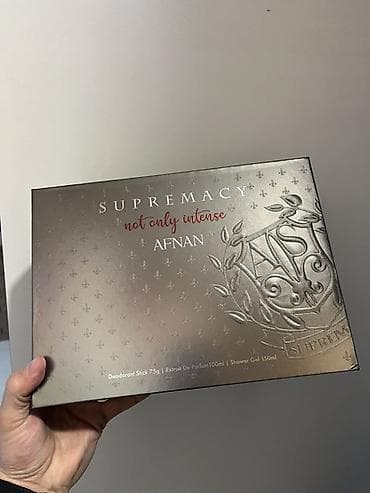 SUPREMACY
not only intense
AFNAN
Deodorant Stick 75g | Extrait De Parfum 100ml | Shower Gel 150ml